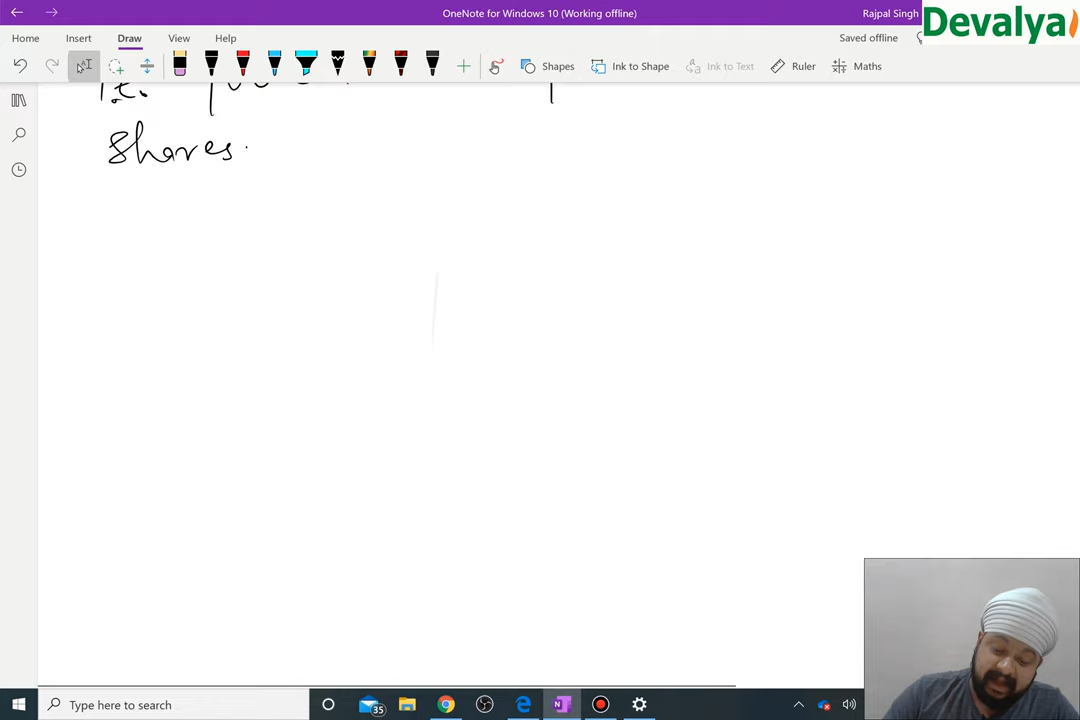 OneNote for Windows 10 (Working offline)
Rajpal Singh
Devalya
Home Insert Draw View Help
Saved offline
Shapes Ink to Shape Ink to Text Ruler Maths
Shares.
Type here to search
35